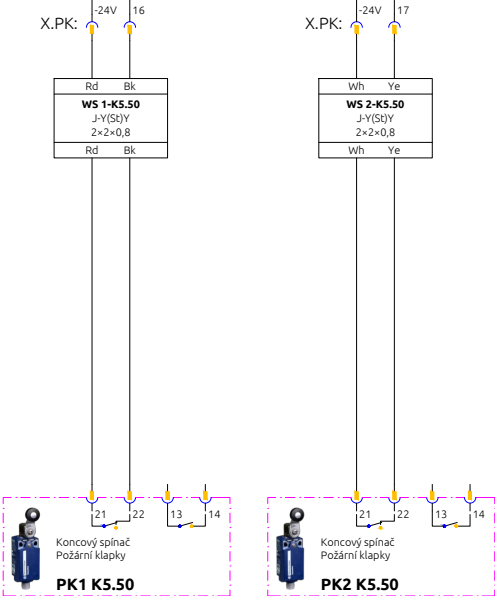 -24V 16 -24V 17
X.PK: X.PK:
Rd Bk Wh Ye
WS 1-K5.50 WS 2-K5.50
J-Y(St)Y J-Y(St)Y
2×2×0,8 2×2×0,8
Rd Bk Wh Ye
21 22 13 14 21 22 13 14
Koncový spínač Koncový spínač
Požární klapky Požární klapky
PK1 K5.50 PK2 K5.50